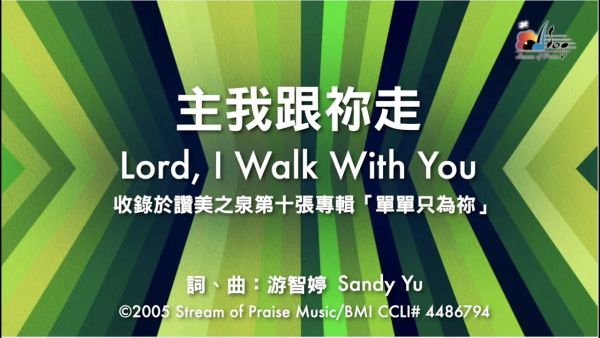 Stream of Praise
主我跟祢走
Lord, I Walk With You
收錄於讚美之泉第十張專輯「單單只為祢」
詞、曲：游智婷 Sandy Yu
©2005 Stream of Praise Music/BMI CCLI# 4486794